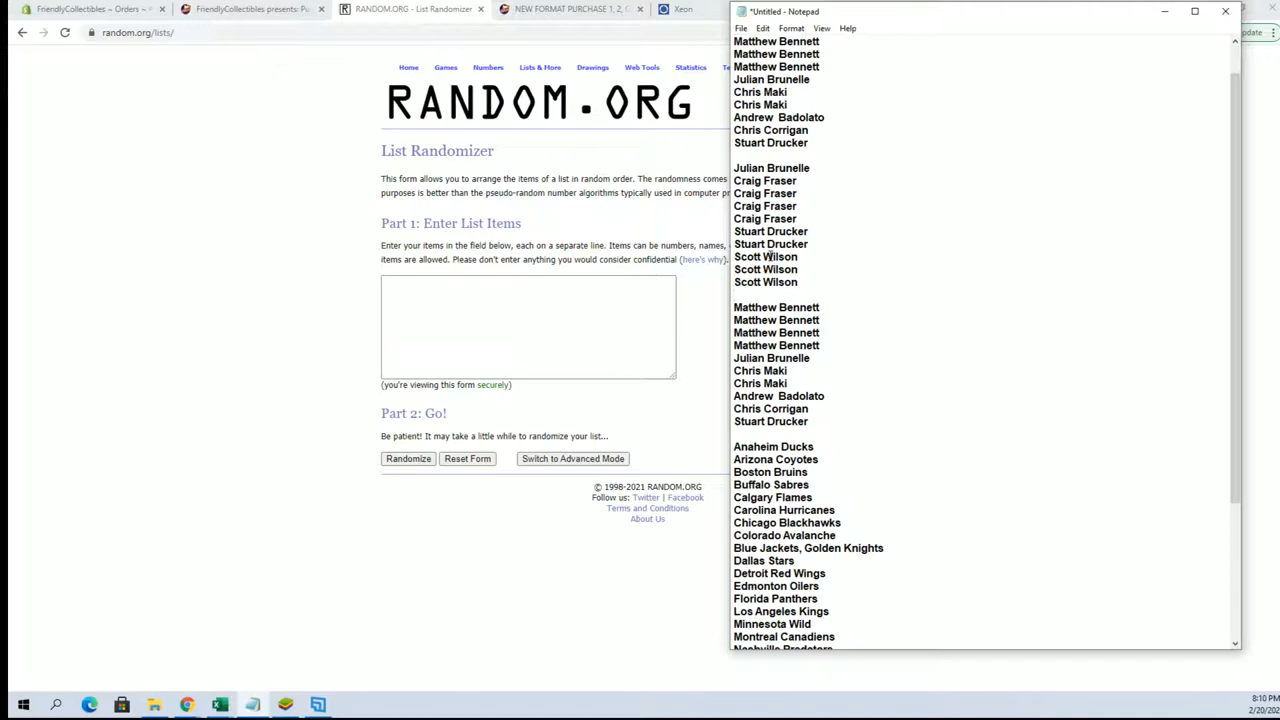 FriendlyCollectibles ~ Orders ~
FriendlyCollectibles presents: Pu
RANDOM.ORG - List Randomizer
NEW FORMAT PURCHASE 1, 2, (
Xeon
random.org/lists/
Home Games Numbers Lists & More Drawings Web Tools Statistics
RANDOM.ORG
List Randomizer
This form allows you to arrange the items of a list in random order. The randomness comes
purposes is better than the pseudo-random number algorithms typically used in computer
Part 1: Enter List Items
Enter your items in the field below, each on a separate line. Items can be numbers, names,
items are allowed. Please don't enter anything you would consider confidential (here's why).
(you're viewing this form securely)
Part 2: Go!
Be patient! It may take a little while to randomize your list...
Randomize Reset Form Switch to Advanced Mode
© 1998-2021 RANDOM.ORG
Follow us: Twitter | Facebook
Terms and Conditions
About Us
*Untitled - Notepad
File Edit Format View Help
Matthew Bennett
Matthew Bennett
Matthew Bennett
Julian Brunelle
Chris Maki
Chris Maki
Andrew Badolato
Chris Corrigan
Stuart Drucker
Julian Brunelle
Craig Fraser
Craig Fraser
Craig Fraser
Craig Fraser
Stuart Drucker
Stuart Drucker
Scott Wilson
Scott Wilson
Scott Wilson
Matthew Bennett
Matthew Bennett
Matthew Bennett
Matthew Bennett
Julian Brunelle
Chris Maki
Chris Maki
Andrew Badolato
Chris Corrigan
Stuart Drucker
Anaheim Ducks
Arizona Coyotes
Boston Bruins
Buffalo Sabres
Calgary Flames
Carolina Hurricanes
Chicago Blackhawks
Colorado Avalanche
Blue Jackets, Golden Knights
Dallas Stars
Detroit Red Wings
Edmonton Oilers
Florida Panthers
Los Angeles Kings
Minnesota Wild
Montreal Canadiens
Nashville Predators
8:10 PM
2/20/202